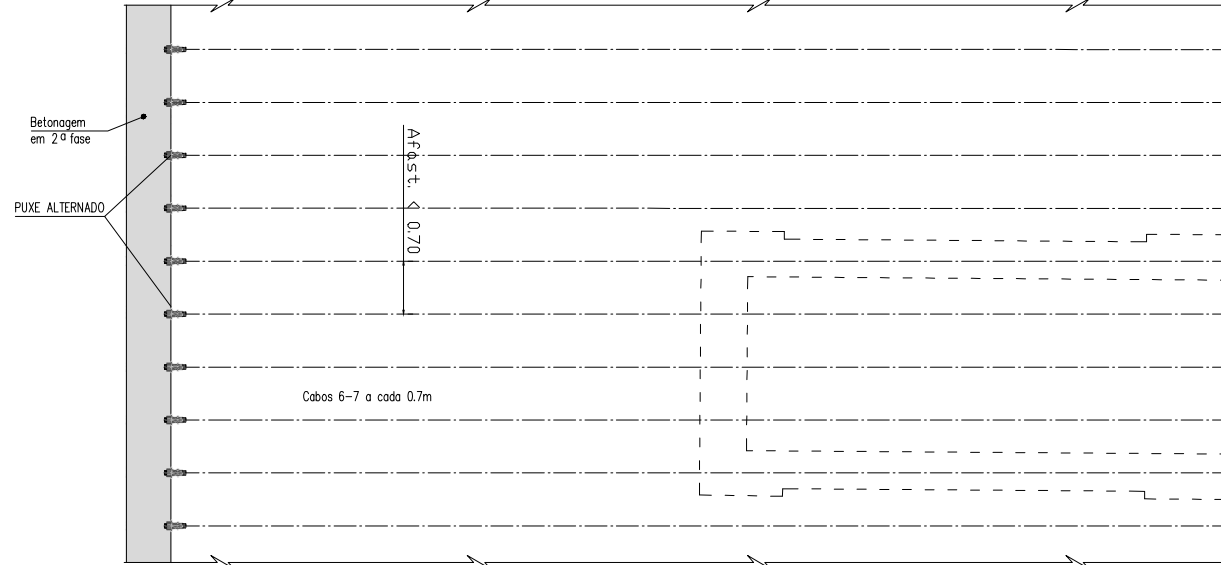 Betonagem
em 2ª fase
PUXE ALTERNADO
Afast. < 0.70
Cabos 6-7 a cada 0.7m